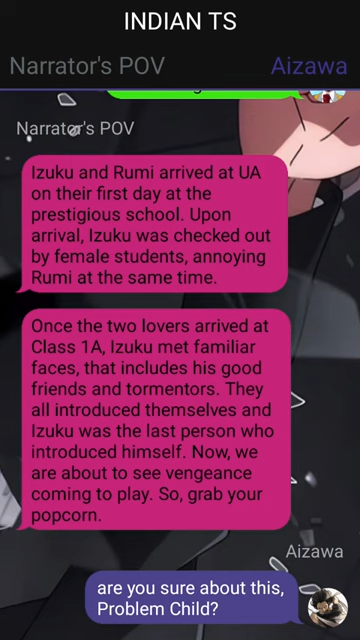 INDIAN TS
Narrator's POV Aizawa
Narrator's POV
Izuku and Rumi arrived at UA
on their first day at the
prestigious school. Upon
arrival, Izuku was checked out
by female students, annoying
Rumi at the same time.
Once the two lovers arrived at
Class 1A, Izuku met familiar
faces, that includes his good
friends and tormentors. They
all introduced themselves and
Izuku was the last person who
introduced himself. Now, we
are about to see vengeance
coming to play. So, grab your
popcorn.
Aizawa
are you sure about this,
Problem Child?